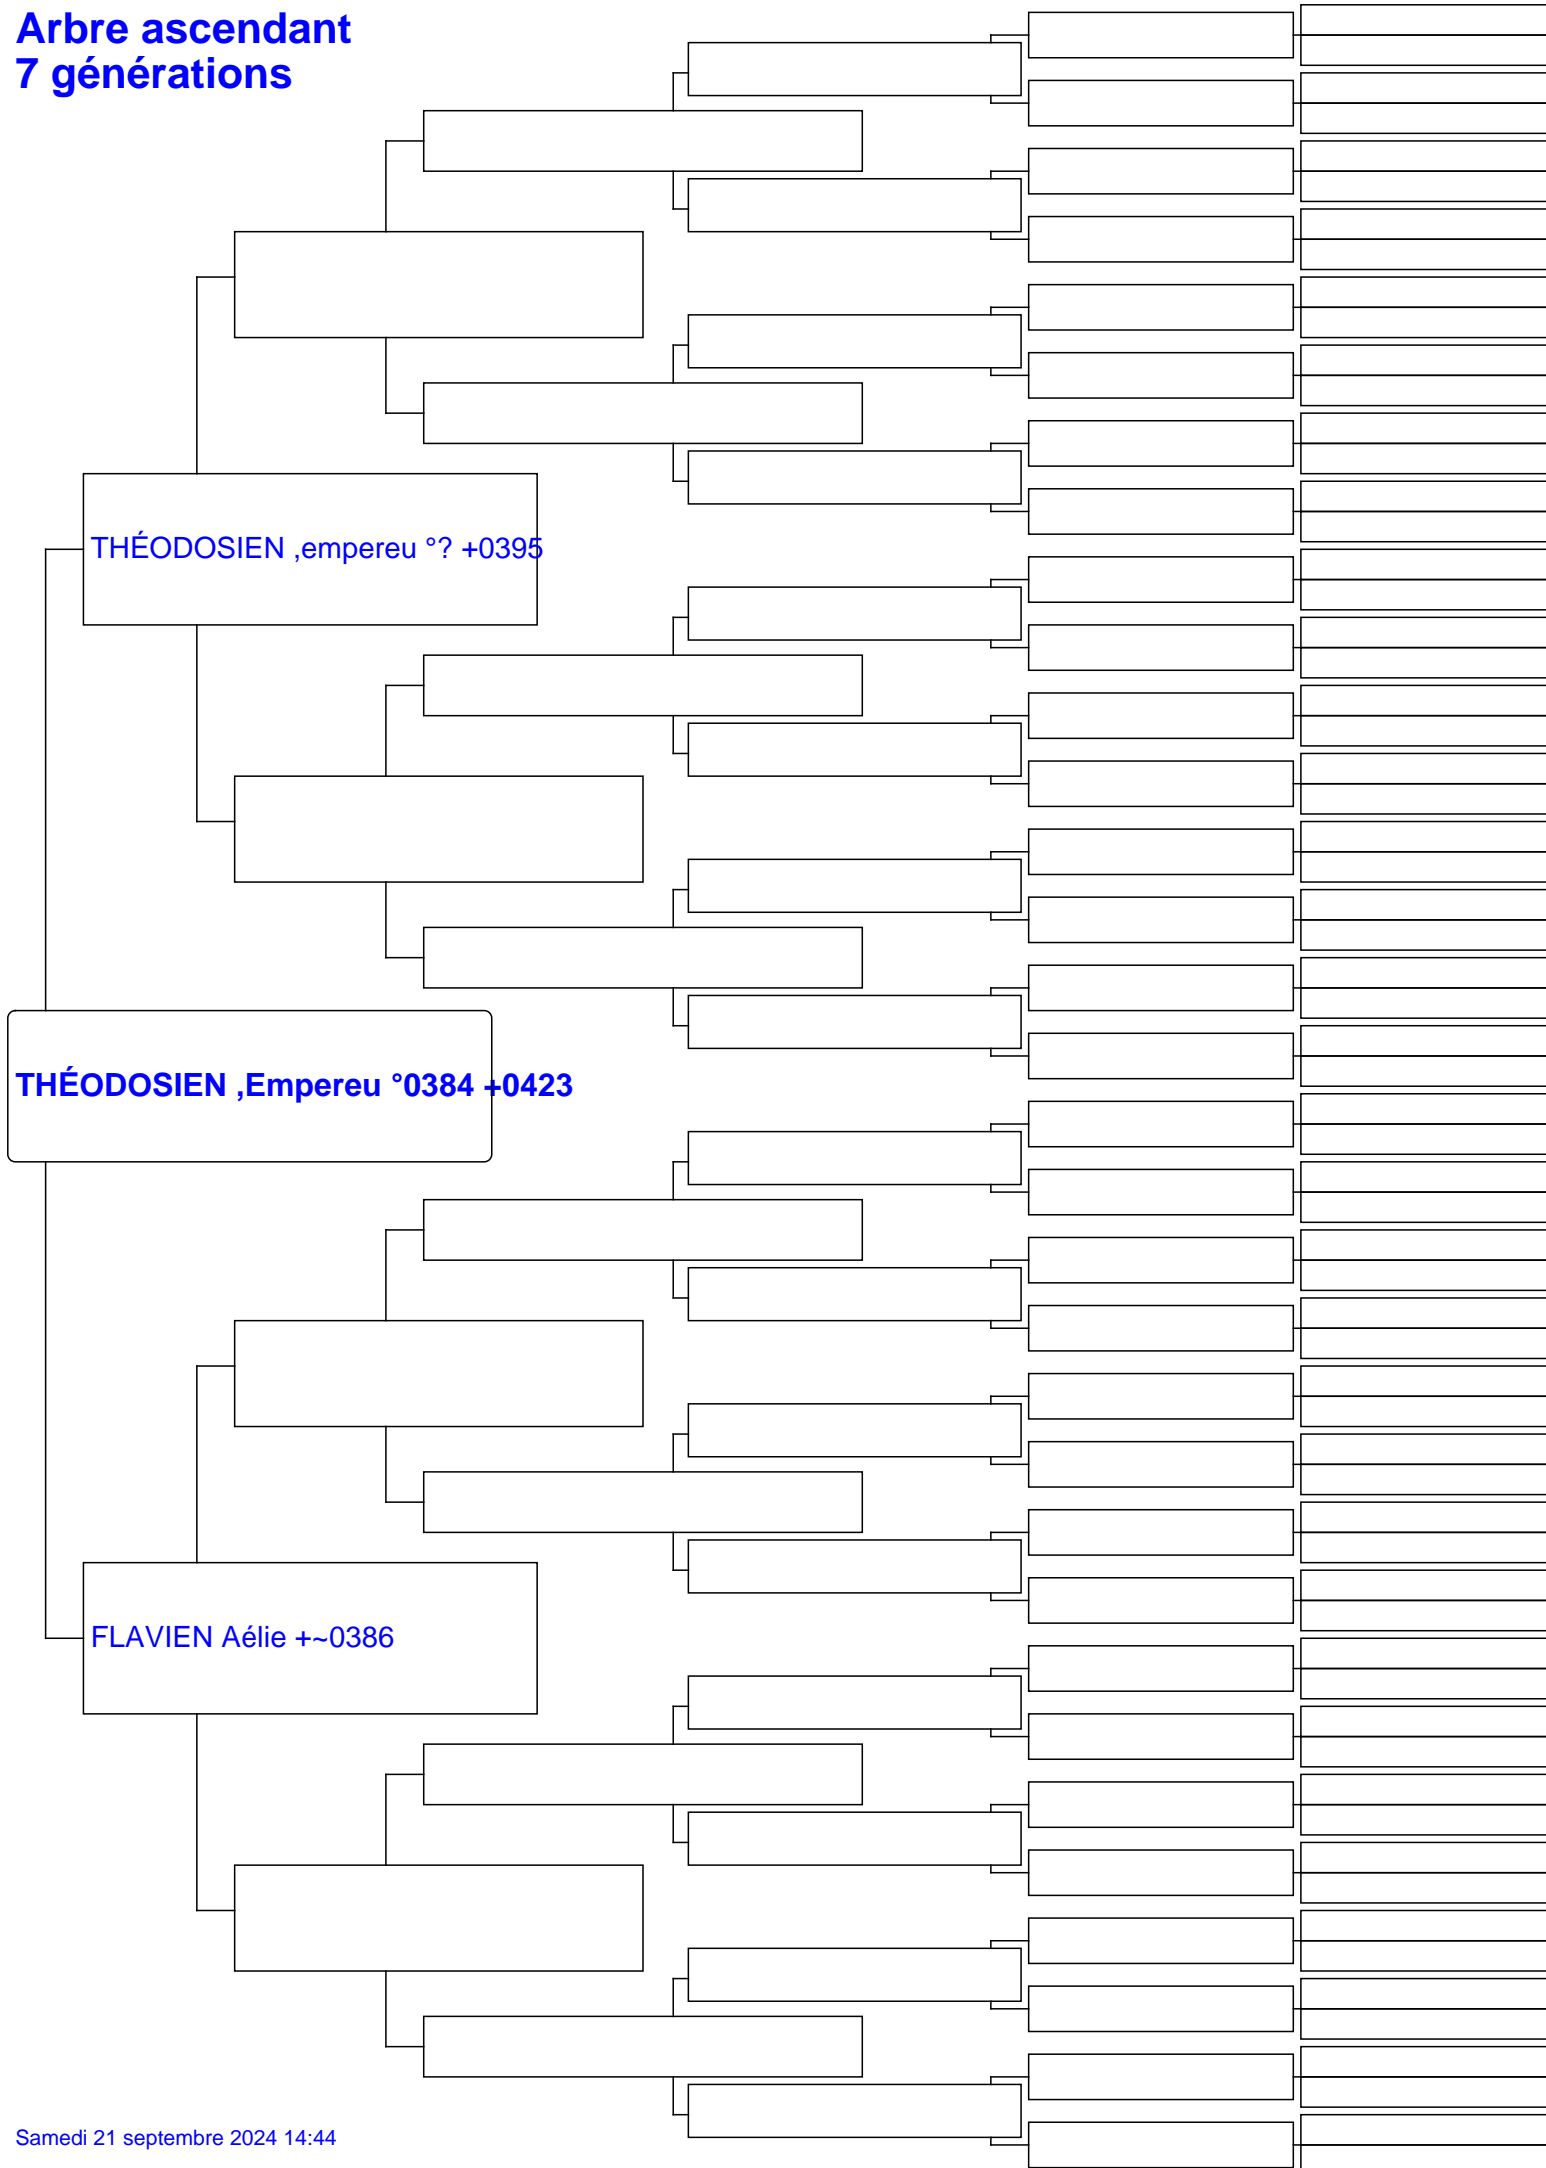 Arbre ascendant
7 générations
THÉODOSIEN ,empereu °? +0395
THÉODOSIEN ,Empereu °0384 +0423
FLAVIEN Aélie +~0386
Samedi 21 septembre 2024 14:44